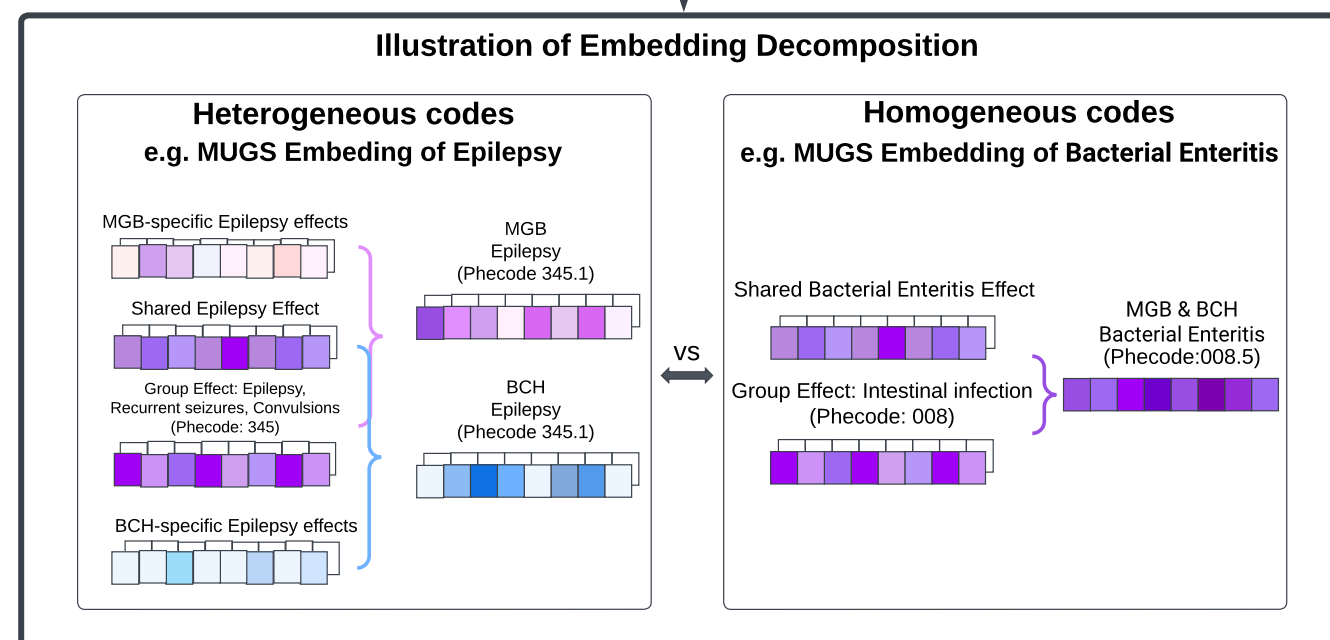 Illustration of Embedding Decomposition
Heterogeneous codes
e.g. MUGS Embeding of Epilepsy
MGB-specific Epilepsy effects
Shared Epilepsy Effect
Group Effect: Epilepsy,
Recurrent seizures, Convulsions
(Phecode: 345)
BCH-specific Epilepsy effects
MGB
Epilepsy
(Phecode 345.1)
BCH
Epilepsy
(Phecode 345.1)
vs
Homogeneous codes
e.g. MUGS Embedding of Bacterial Enteritis
Shared Bacterial Enteritis Effect
Group Effect: Intestinal infection
(Phecode: 008)
MGB & BCH
Bacterial Enteritis
(Phecode:008.5)